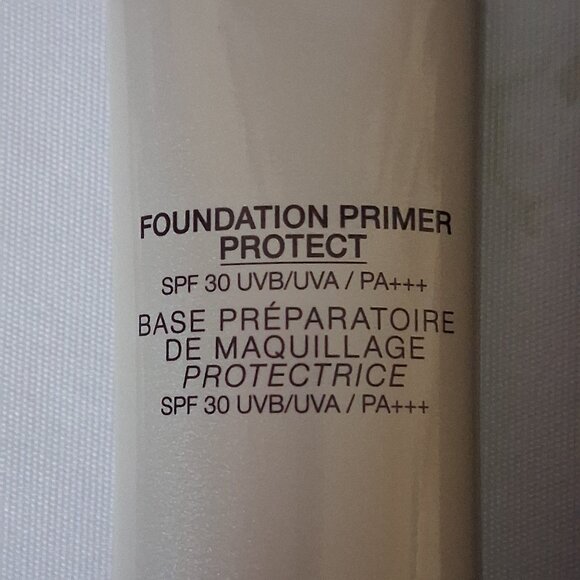 FOUNDATION PRIMER
PROTECT
SPF 30 UVB/UVA / PA+++
BASE PRÉPARATOIRE
DE MAQUILLAGE
PROTECTRICE
SPF 30 UVB/UVA / PA+++